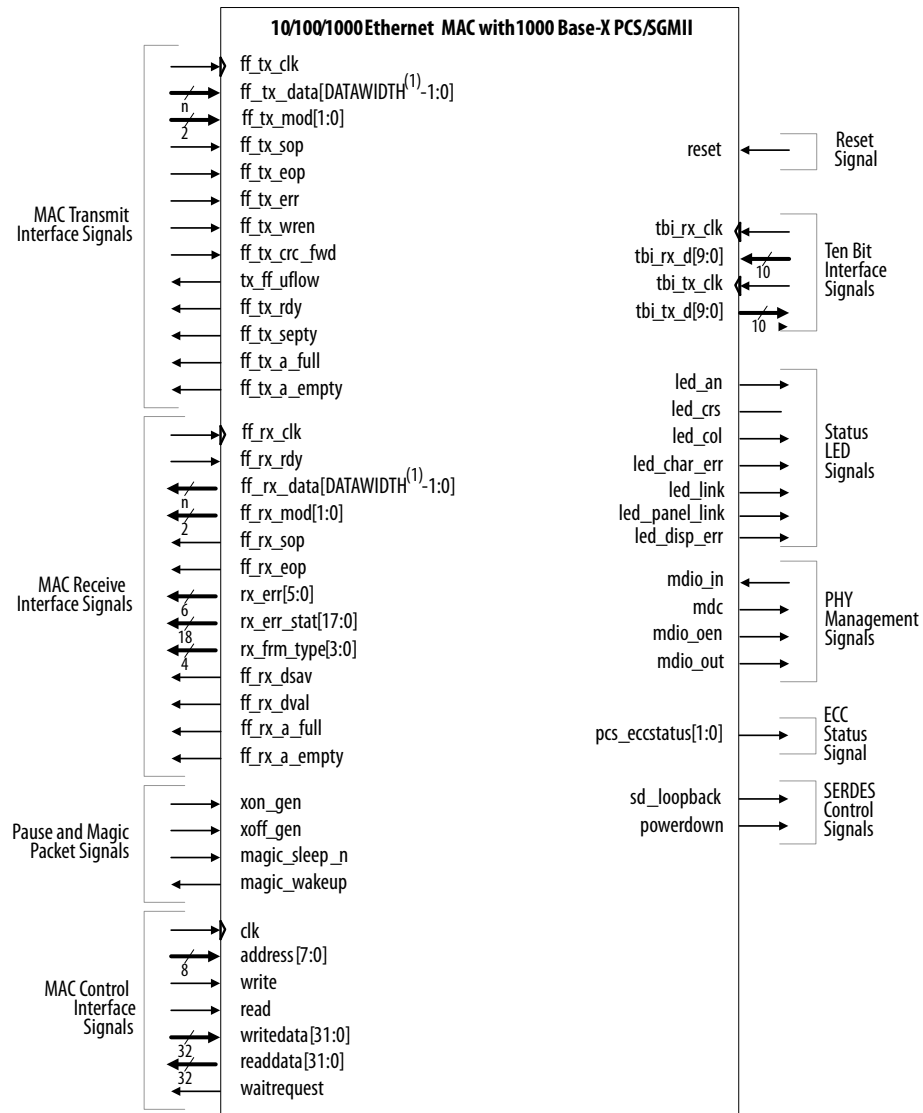 10/100/1000 Ethernet MAC with 1000 Base-X PCS/SGMII
MAC Transmit
Interface Signals
ff_tx_clk
ff_tx_data[DATAWIDTH(1)-1:0]
n
ff_tx_mod[1:0]
2
ff_tx_sop
ff_tx_eop
ff_tx_err
ff_tx_wren
ff_tx_crc_fwd
tx_ff_uflow
ff_tx_rdy
ff_tx_septy
ff_tx_a_full
ff_tx_a_empty
MAC Receive
Interface Signals
ff_rx_clk
ff_rx_rdy
ff_rx_data[DATAWIDTH(1)-1:0]
n
ff_rx_mod[1:0]
2
ff_rx_sop
ff_rx_eop
rx_err[5:0]
6
rx_err_stat[17:0]
18
rx_frm_type[3:0]
4
ff_rx_dsav
ff_rx_dval
ff_rx_a_full
ff_rx_a_empty
Pause and Magic
Packet Signals
xon_gen
xoff_gen
magic_sleep_n
magic_wakeup
MAC Control
Interface
Signals
clk
address[7:0]
8
write
read
writedata[31:0]
32
readdata[31:0]
32
waitrequest
reset
Reset
Signal
tbi_rx_clk
tbi_rx_d[9:0]
10
tbi_tx_clk
tbi_tx_d[9:0]
10
Ten Bit
Interface
Signals
led_an
led_crs
led_col
led_char_err
led_link
led_panel_link
led_disp_err
Status
LED
Signals
mdio_in
mdc
mdio_oen
mdio_out
PHY
Management
Signals
pcs_eccstatus[1:0]
ECC
Status
Signal
sd_loopback
powerdown
SERDES
Control
Signals